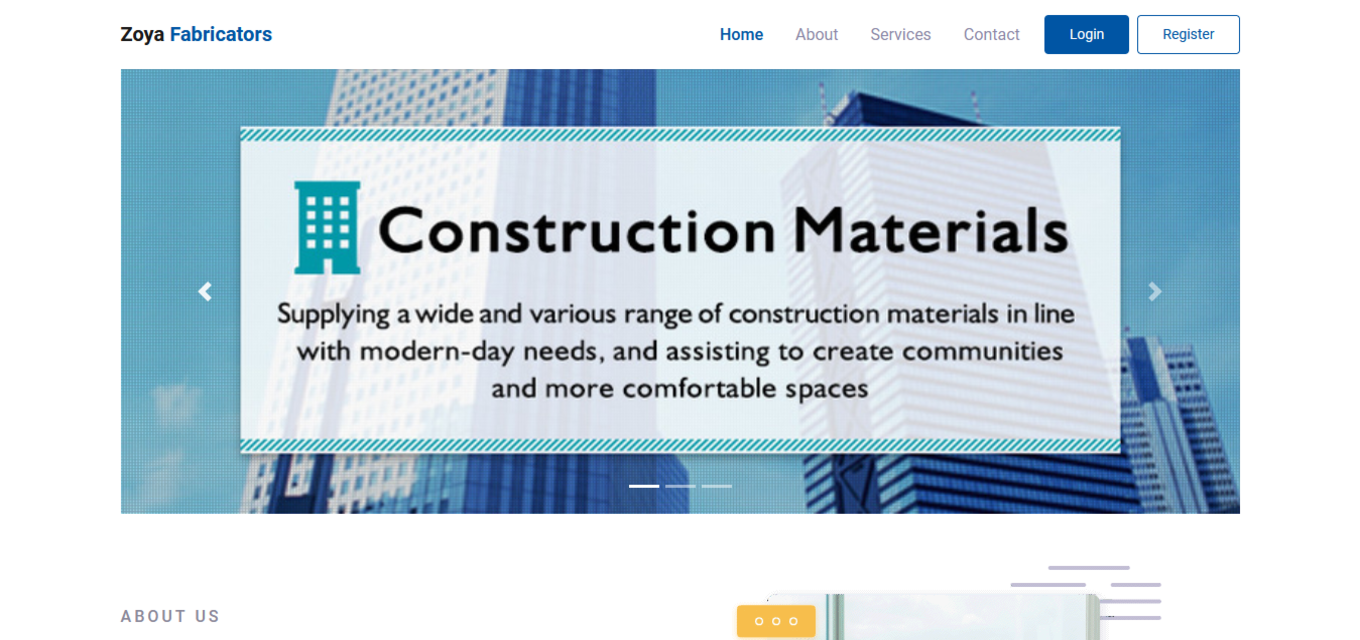 Zoya Fabricators
Home About Services Contact Login Register
Construction Materials
Supplying a wide and various range of construction materials in line
with modern-day needs, and assisting to create communities
and more comfortable spaces
ABOUT US